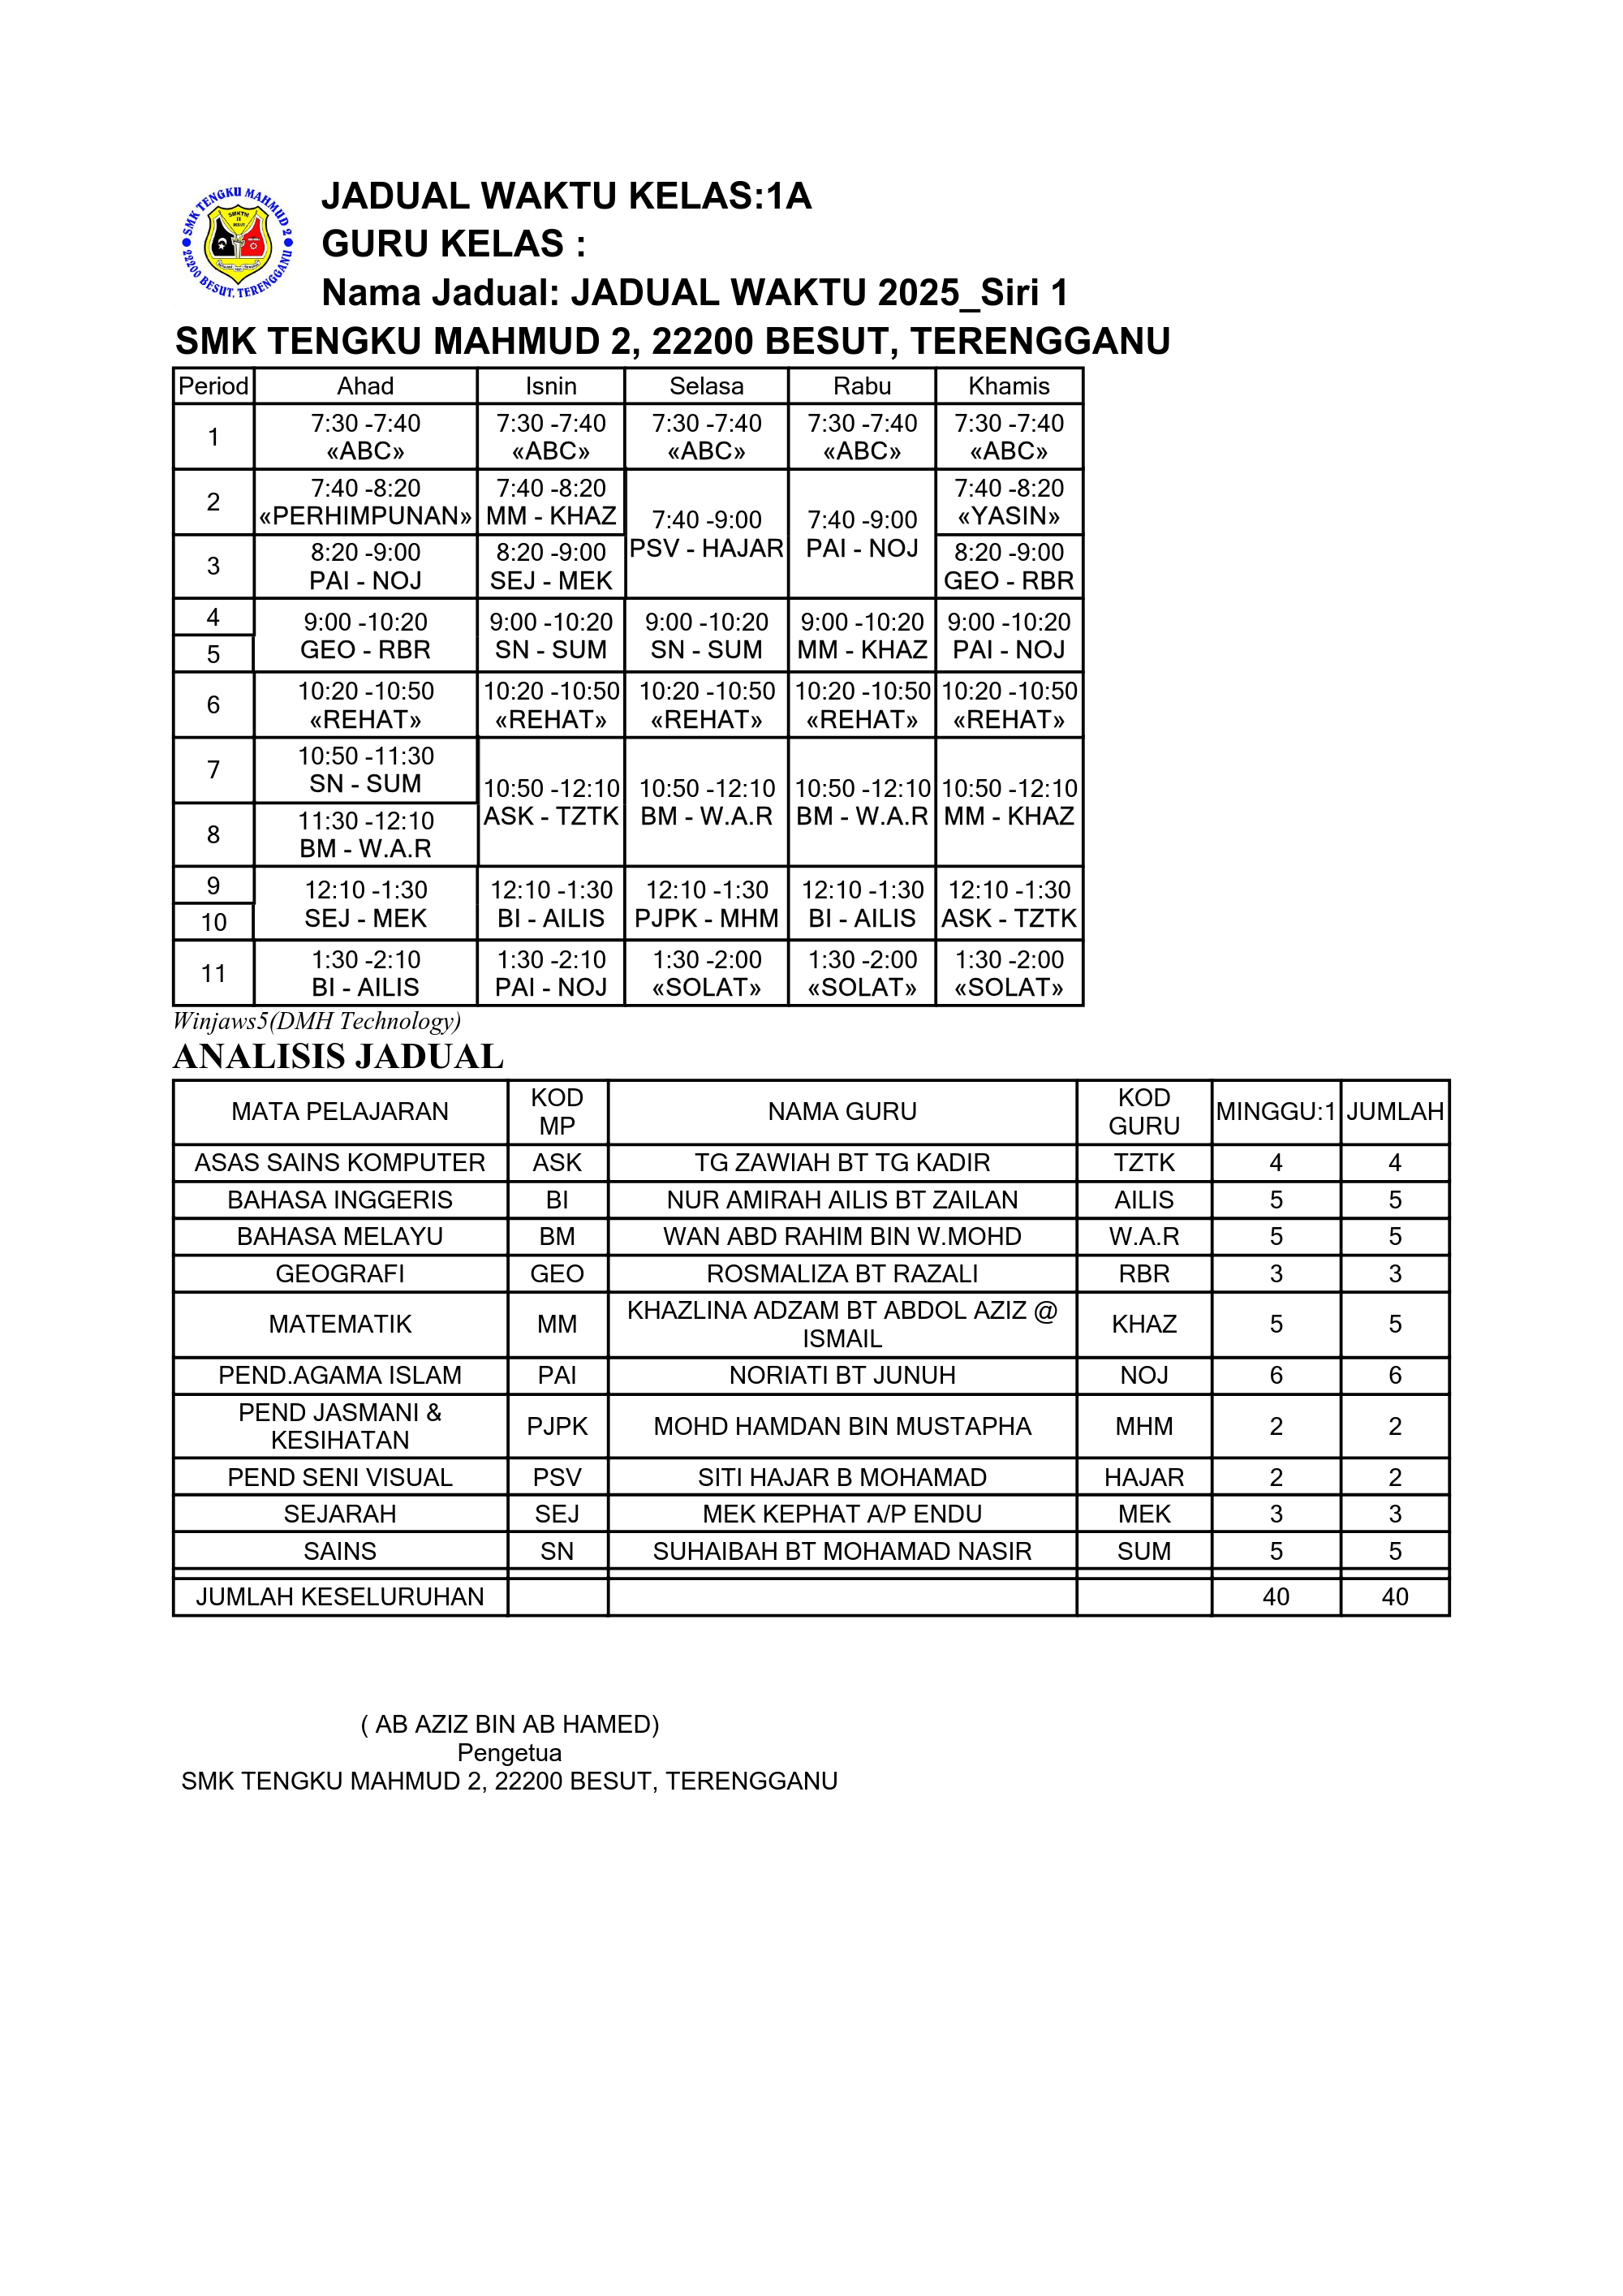 SMK TENGKU MAHMUD 2
22200 BESUT, TERENGGANU
JADUAL WAKTU KELAS:1A
GURU KELAS :
Nama Jadual: JADUAL WAKTU 2025_Siri 1
SMK TENGKU MAHMUD 2, 22200 BESUT, TERENGGANU
Period Ahad Isnin Selasa Rabu Khamis
1 7:30 -7:40 «ABC» 7:30 -7:40 «ABC» 7:30 -7:40 «ABC» 7:30 -7:40 «ABC» 7:30 -7:40 «ABC»
2 7:40 -8:20 «PERHIMPUNAN» 7:40 -8:20 MM - KHAZ 7:40 -9:00 PSV - HAJAR 7:40 -9:00 PAI - NOJ 7:40 -8:20 «YASIN»
3 8:20 -9:00 PAI - NOJ 8:20 -9:00 SEJ - MEK 8:20 -9:00 GEO - RBR
4 9:00 -10:20 GEO - RBR 9:00 -10:20 SN - SUM 9:00 -10:20 SN - SUM 9:00 -10:20 MM - KHAZ 9:00 -10:20 PAI - NOJ
5
6 10:20 -10:50 «REHAT» 10:20 -10:50 «REHAT» 10:20 -10:50 «REHAT» 10:20 -10:50 «REHAT» 10:20 -10:50 «REHAT»
7 10:50 -11:30 SN - SUM 10:50 -12:10 ASK - TZTK 10:50 -12:10 BM - W.A.R 10:50 -12:10 BM - W.A.R 10:50 -12:10 MM - KHAZ
8 11:30 -12:10 BM - W.A.R
9 12:10 -1:30 SEJ - MEK 12:10 -1:30 BI - AILIS 12:10 -1:30 PJPK - MHM 12:10 -1:30 BI - AILIS 12:10 -1:30 ASK - TZTK
10
11 1:30 -2:10 BI - AILIS 1:30 -2:10 PAI - NOJ 1:30 -2:00 «SOLAT» 1:30 -2:00 «SOLAT» 1:30 -2:00 «SOLAT»
Winjaws5(DMH Technology)
ANALISIS JADUAL
MATA PELAJARAN KOD MP NAMA GURU KOD GURU MINGGU:1 JUMLAH
ASAS SAINS KOMPUTER ASK TG ZAWIAH BT TG KADIR TZTK 4 4
BAHASA INGGERIS BI NUR AMIRAH AILIS BT ZAILAN AILIS 5 5
BAHASA MELAYU BM WAN ABD RAHIM BIN W.MOHD W.A.R 5 5
GEOGRAFI GEO ROSMALIZA BT RAZALI RBR 3 3
MATEMATIK MM KHAZLINA ADZAM BT ABDOL AZIZ @ ISMAIL KHAZ 5 5
PEND.AGAMA ISLAM PAI NORIATI BT JUNUH NOJ 6 6
PEND JASMANI & KESIHATAN PJPK MOHD HAMDAN BIN MUSTAPHA MHM 2 2
PEND SENI VISUAL PSV SITI HAJAR B MOHAMAD HAJAR 2 2
SEJARAH SEJ MEK KEPHAT A/P ENDU MEK 3 3
SAINS SN SUHAIBAH BT MOHAMAD NASIR SUM 5 5
JUMLAH KESELURUHAN 40 40
( AB AZIZ BIN AB HAMED)
Pengetua
SMK TENGKU MAHMUD 2, 22200 BESUT, TERENGGANU